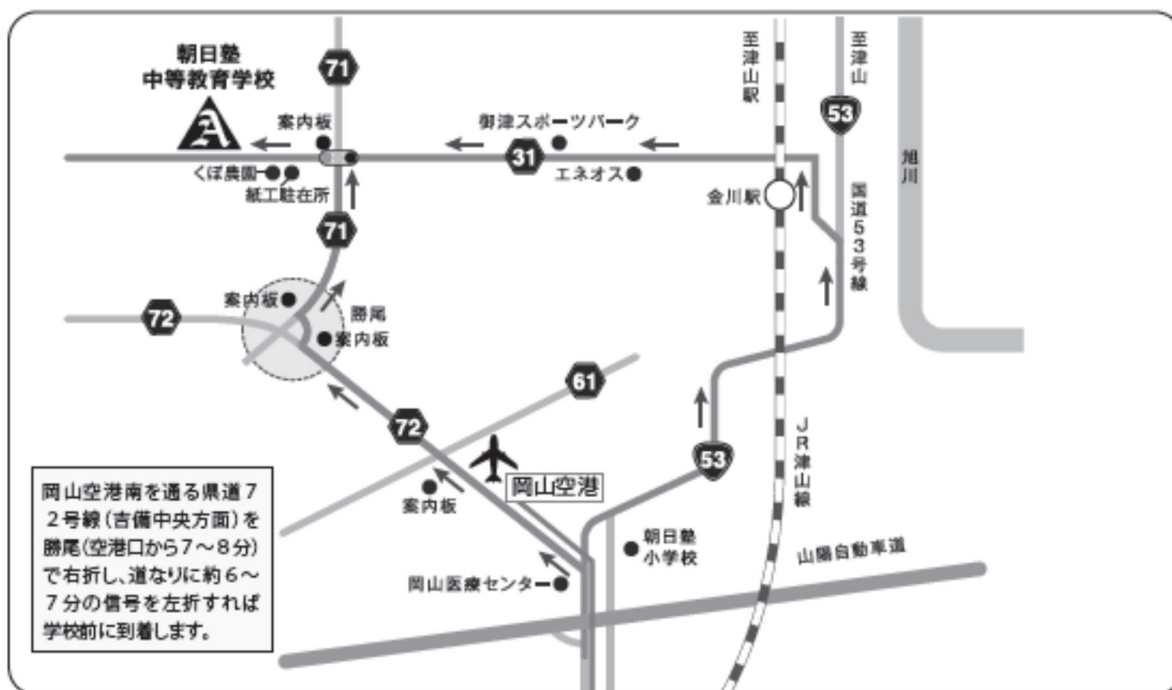 朝日塾
中等教育学校
A
71
案内板
御津スポーツパーク
至津山駅
至津山
53
31
くぼ農園
紙工駐在所
エネオス
金川駅
国道53号線
旭川
71
案内板
勝尾
案内板
72
61
72
案内板
岡山空港
53
JR津山線
朝日塾
小学校
山陽自動車道
岡山医療センター
岡山空港南を通る県道7
2号線(吉備中央方面)を
勝尾(空港口から7〜8分)
で右折し、道なりに約6〜
7分の信号を左折すれば
学校前に到着します。